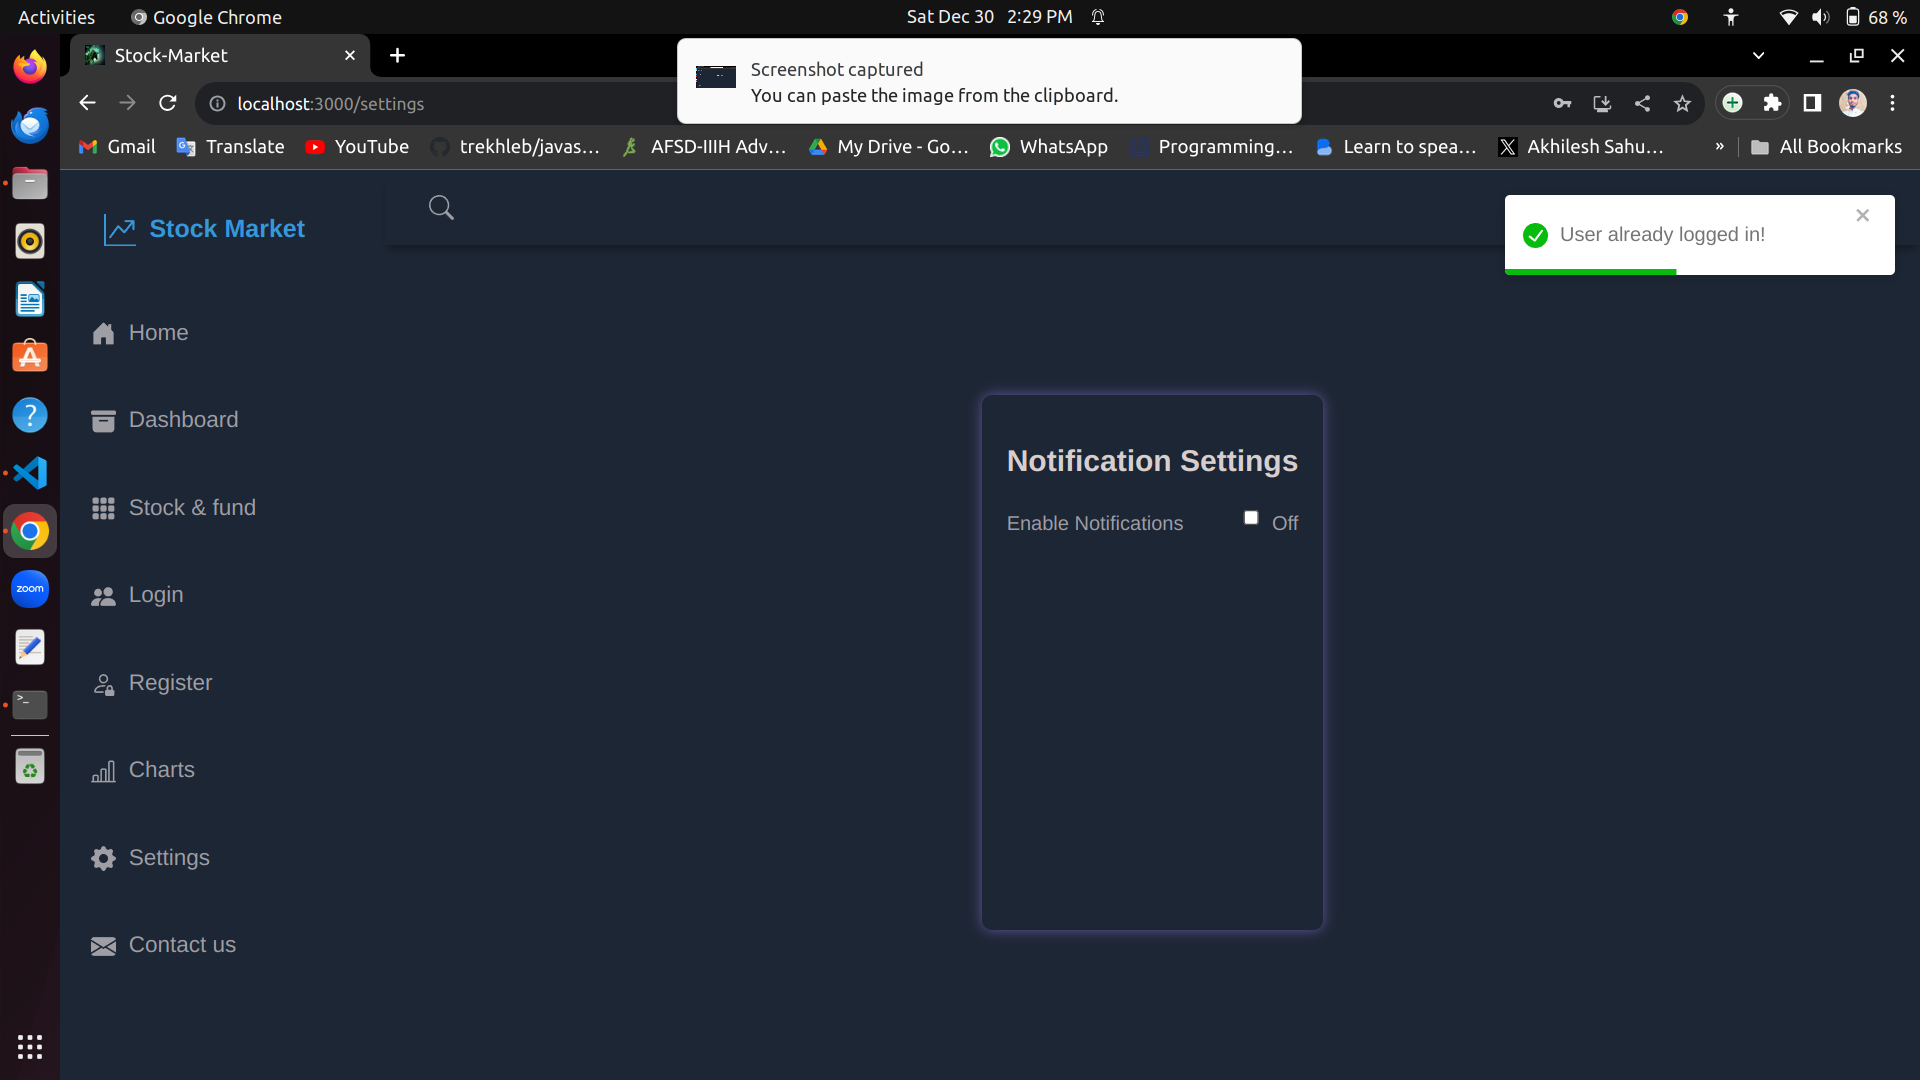 Activities
Google Chrome
Sat Dec 30 2:29 PM
68 %
Stock-Market
Screenshot captured
You can paste the image from the clipboard.
localhost:3000/settings
Gmail
Translate
YouTube
trekhleb/javas...
AFSD-IIIH Adv...
My Drive - Go...
WhatsApp
Programming...
Learn to spea...
Akhilesh Sahu...
»
All Bookmarks
Stock Market
User already logged in!
Home
Dashboard
Stock & fund
Login
Register
Charts
Settings
Contact us
Notification Settings
Enable Notifications
Off
zoom